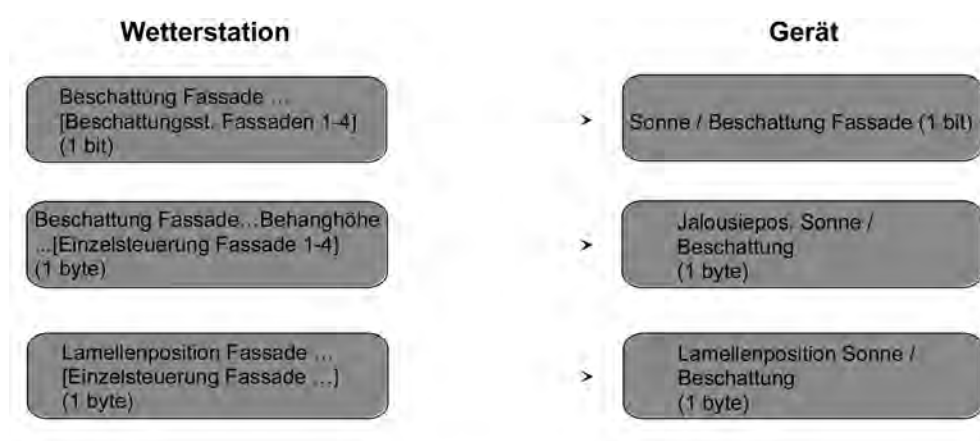 Wetterstation
Gerät
Beschattung Fassade ...
[Beschattungsst. Fassaden 1-4]
(1 bit)
Sonne / Beschattung Fassade (1 bit)
Beschattung Fassade...Behanghöhe
...[Einzelsteuerung Fassade 1-4]
(1 byte)
Jalousiepos. Sonne /
Beschattung
(1 byte)
Lamellenposition Fassade ...
[Einzelsteuerung Fassade ...]
(1 byte)
Lamellenposition Sonne /
Beschattung
(1 byte)